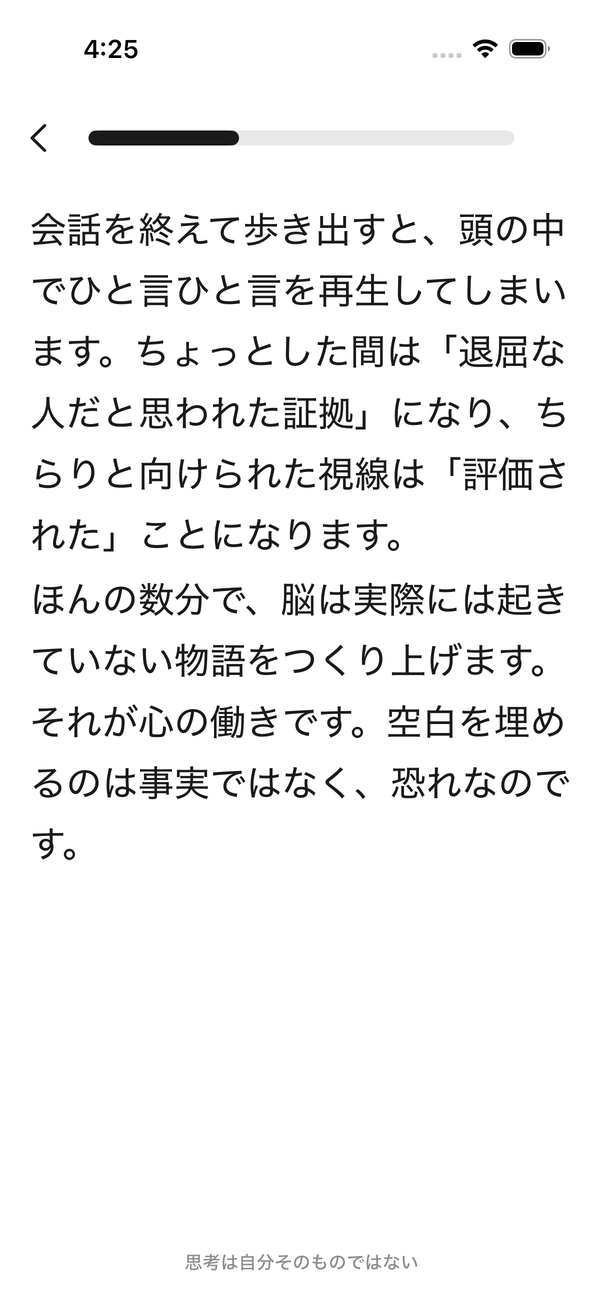 4:25
会話を終えて歩き出すと、頭の中
でひと言ひと言を再生してしまい
ます。ちょっとした間は「退屈な
人だと思われた証拠」になり、ち
らりと向けられた視線は「評価さ
れた」ことになります。
ほんの数分で、脳は実際には起き
ていない物語をつくり上げます。
それが心の働きです。空白を埋め
るのは事実ではなく、恐れなので
す。
思考は自分そのものではない